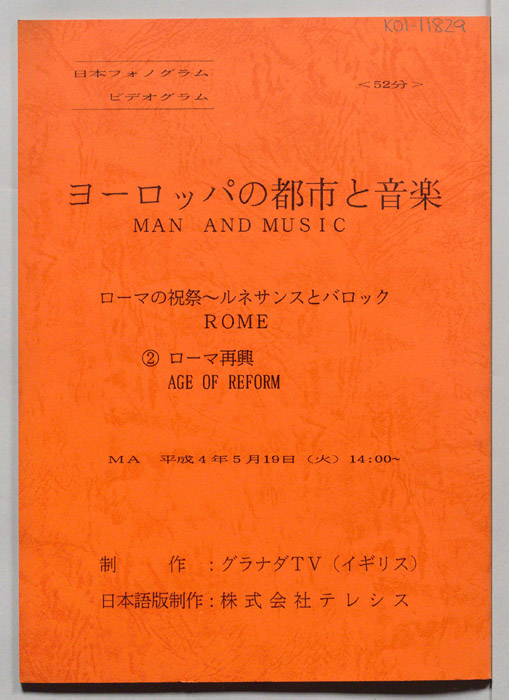 K01-11829
日本フォノグラム
ビデオグラム
＜52分＞
ヨーロッパの都市と音楽
MAN AND MUSIC
ローマの祝祭～ルネサンスとバロック
ROME
② ローマ再興
AGE OF REFORM
MA 平成4年5月19日（火）14:00~
制 作：グラナダTV（イギリス）
日本語版制作：株式会社テレシス